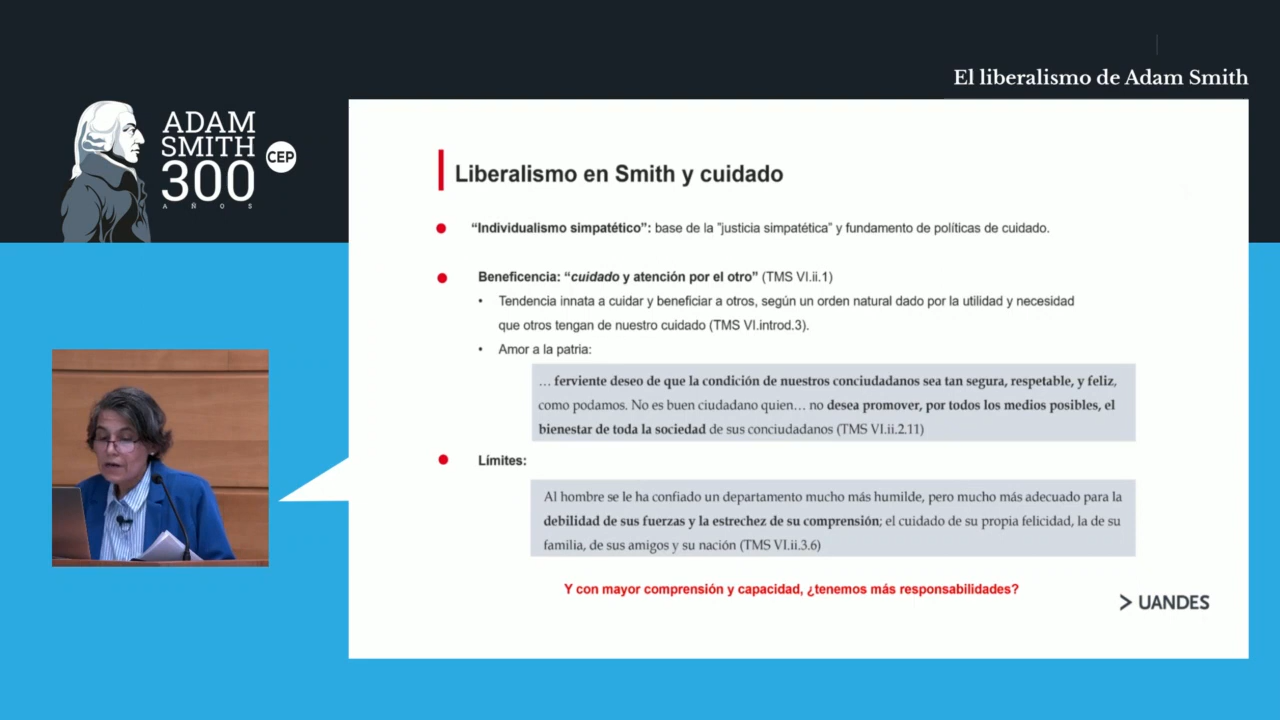 El liberalismo de Adam Smith
ADAM
SMITH
300
AÑOS
CEP
Liberalismo en Smith y cuidado
“Individualismo simpatético”: base de la ”justicia simpatética” y fundamento de políticas de cuidado.
Beneficencia: “cuidado y atención por el otro” (TMS VI.ii.1)
• Tendencia innata a cuidar y beneficiar a otros, según un orden natural dado por la utilidad y necesidad
que otros tengan de nuestro cuidado (TMS VI.introd.3).
• Amor a la patria:
… ferviente deseo de que la condición de nuestros conciudadanos sea tan segura, respetable, y feliz,
como podamos. No es buen ciudadano quien… no desea promover, por todos los medios posibles, el
bienestar de toda la sociedad de sus conciudadanos (TMS VI.ii.2.11)
Límites:
Al hombre se le ha confiado un departamento mucho más humilde, pero mucho más adecuado para la
debilidad de sus fuerzas y la estrechez de su comprensión; el cuidado de su propia felicidad, la de su
familia, de sus amigos y su nación (TMS VI.ii.3.6)
Y con mayor comprensión y capacidad, ¿tenemos más responsabilidades?
> UANDES